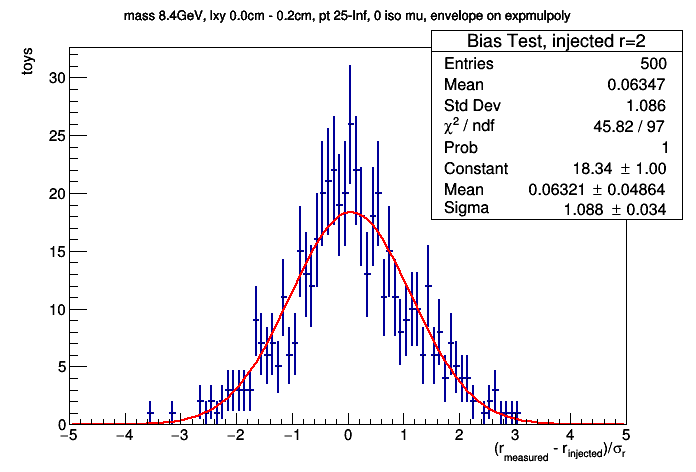 mass 8.4GeV, lxy 0.0cm - 0.2cm, pt 25-Inf, 0 iso mu, envelope on expmulpoly
Bias Test, injected r=2
Entries 500
Mean 0.06347
Std Dev 1.086
χ² / ndf 45.82 / 97
Prob 1
Constant 18.34 ± 1.00
Mean 0.06321 ± 0.04864
Sigma 1.088 ± 0.034
toys
30
25
20
15
10
5
0
−5 −4 −3 −2 −1 0 1 2 3 4 5
(r_measured - r_injected)/σ_r